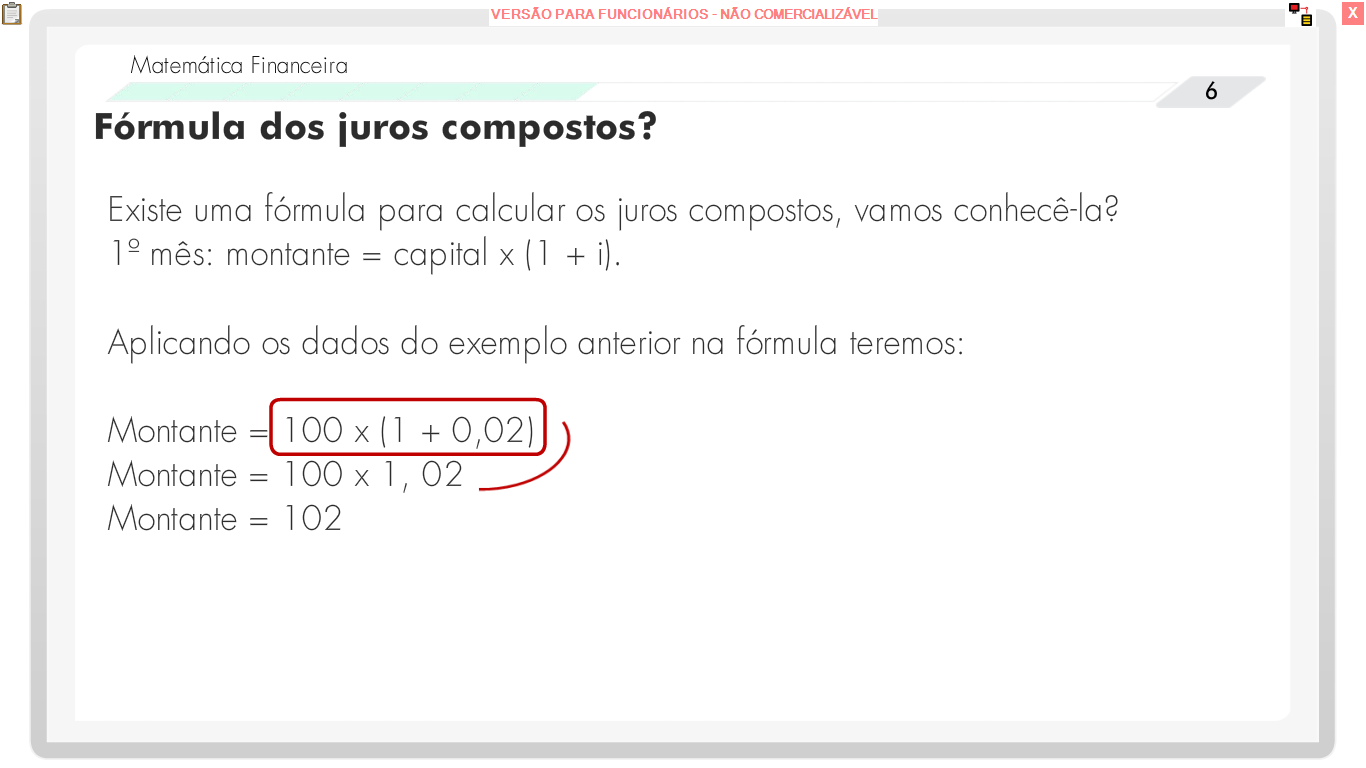 VERSÃO PARA FUNCIONÁRIOS - NÃO COMERCIALIZÁVEL
X
Matemática Financeira
6
Fórmula dos juros compostos?
Existe uma fórmula para calcular os juros compostos, vamos conhecê-la?
1º mês: montante = capital x (1 + i).
Aplicando os dados do exemplo anterior na fórmula teremos:
Montante = 100 x (1 + 0,02)
Montante = 100 x 1, 02
Montante = 102